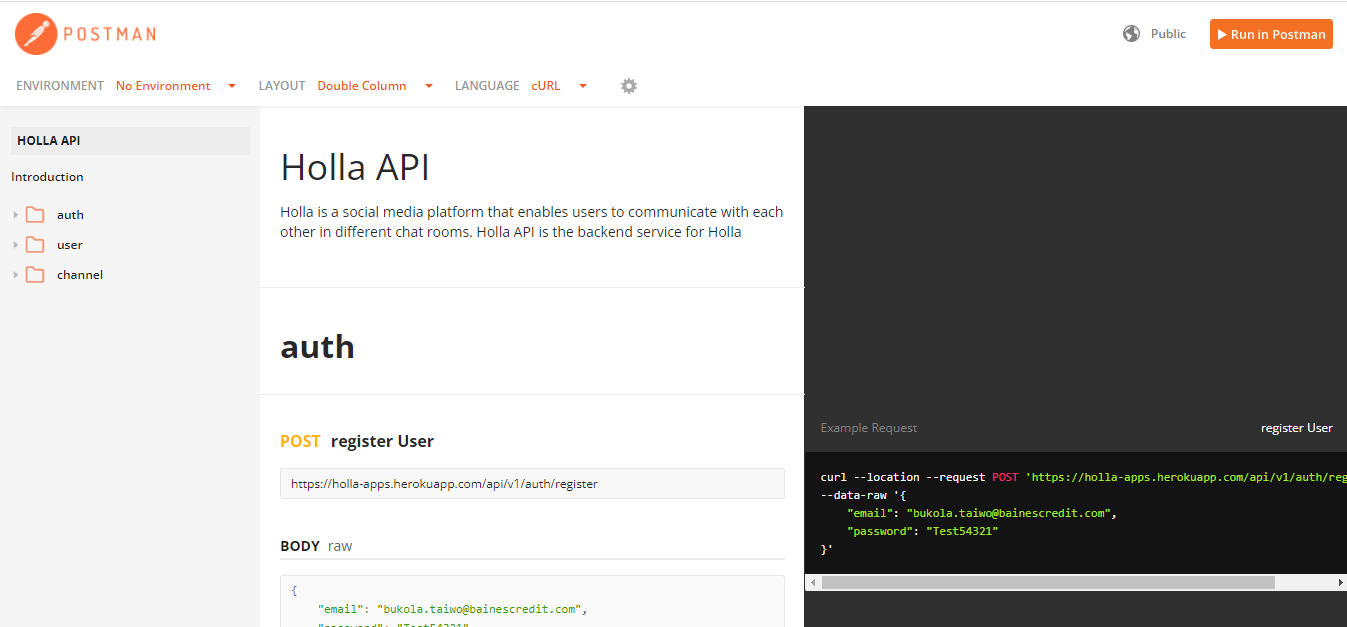 POSTMAN
Public
Run in Postman
ENVIRONMENT No Environment LAYOUT Double Column LANGUAGE cURL
HOLLA API
Introduction
auth
user
channel
Holla API
Holla is a social media platform that enables users to communicate with each
other in different chat rooms. Holla API is the backend service for Holla
auth
POST register User
https://holla-apps.herokuapp.com/api/v1/auth/register
BODY raw
{
"email": "bukola.taiwo@bainescredit.com",
"password": "Test54321"
Example Request register User
curl --location --request POST 'https://holla-apps.herokuapp.com/api/v1/auth/reg
--data-raw '{
"email": "bukola.taiwo@bainescredit.com",
"password": "Test54321"
}'